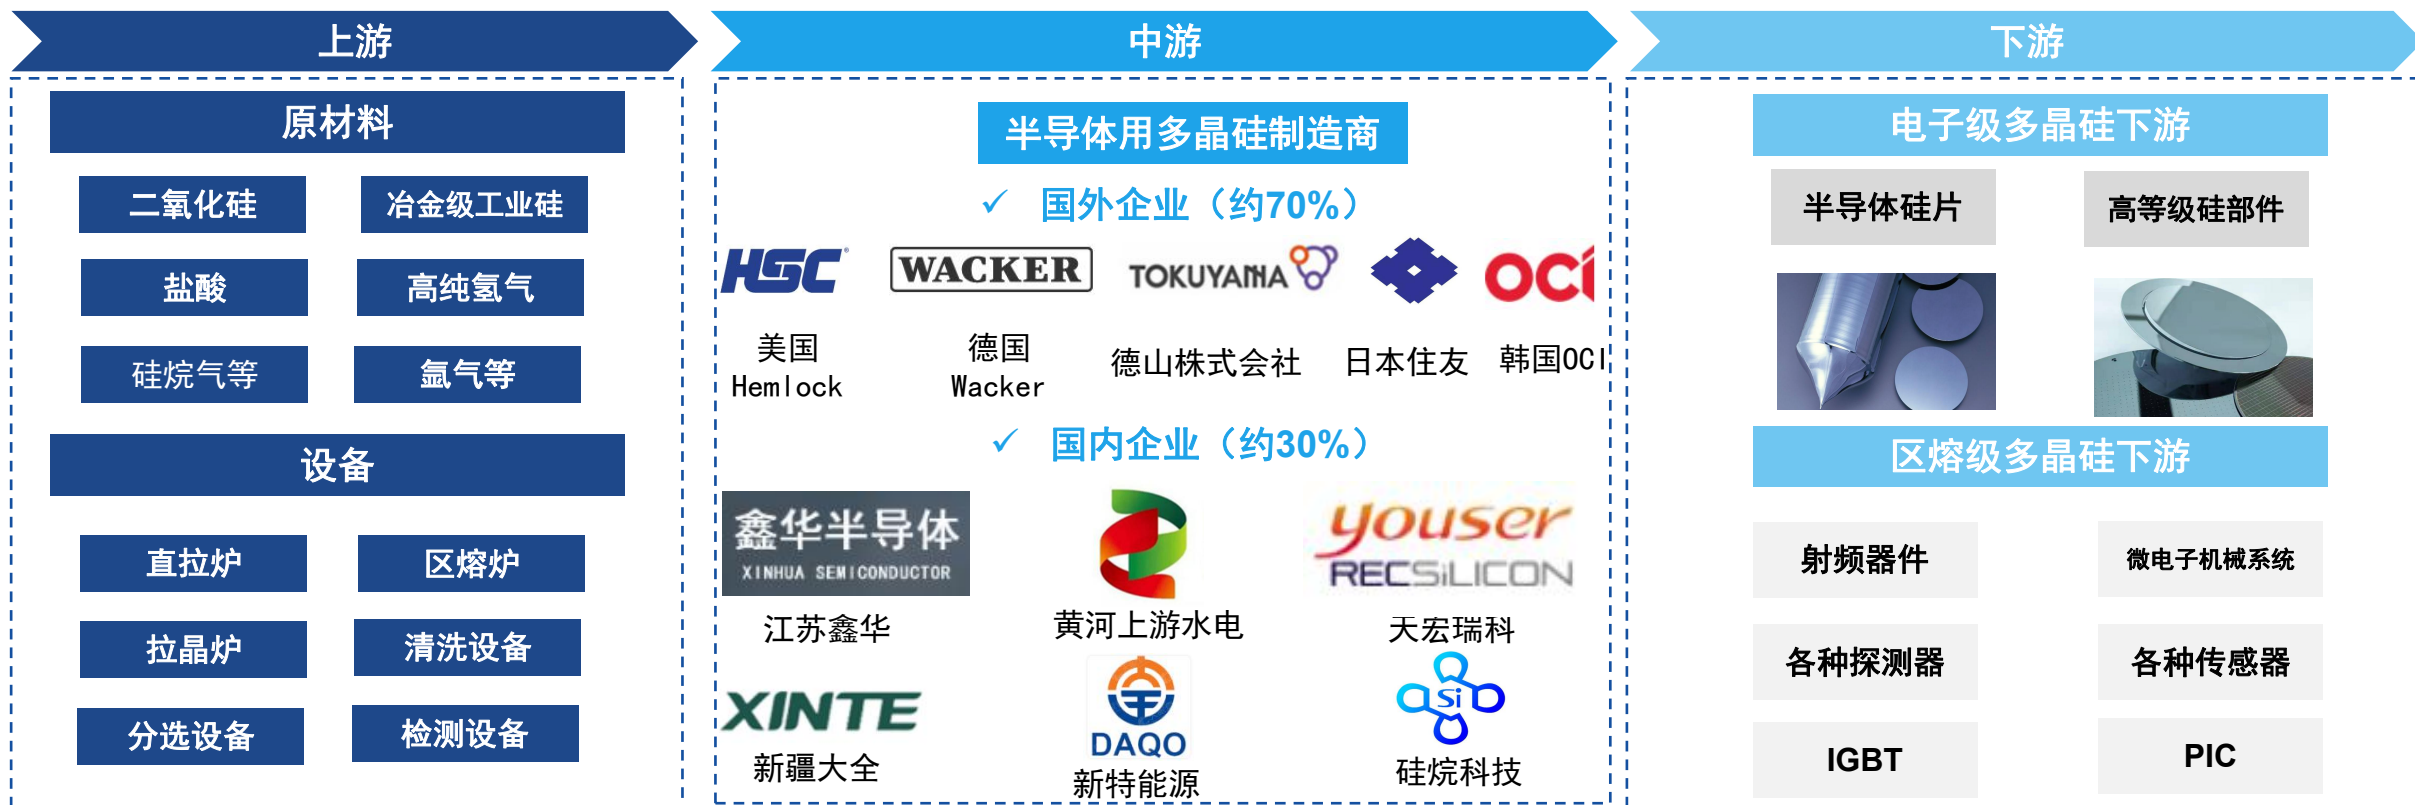 上游
中游
下游
原材料
二氧化硅
冶金级工业硅
盐酸
高纯氢气
硅烷气等
氩气等
设备
直拉炉
区熔炉
拉晶炉
清洗设备
分选设备
检测设备
半导体用多晶硅制造商
✓ 国外企业（约70%）
HSC
WACKER
TOKUYAMA
OCI
美国
Hemlock
德国
Wacker
德山株式会社
日本住友
韩国OCI
✓ 国内企业（约30%）
鑫华半导体
XINHUA SEMICONDUCTOR
youser
RECSiLICON
江苏鑫华
黄河上游水电
天宏瑞科
XINTE
DAQO
Si
新疆大全
新特能源
硅烷科技
电子级多晶硅下游
半导体硅片
高等级硅部件
区熔级多晶硅下游
射频器件
微电子机械系统
各种探测器
各种传感器
IGBT
PIC